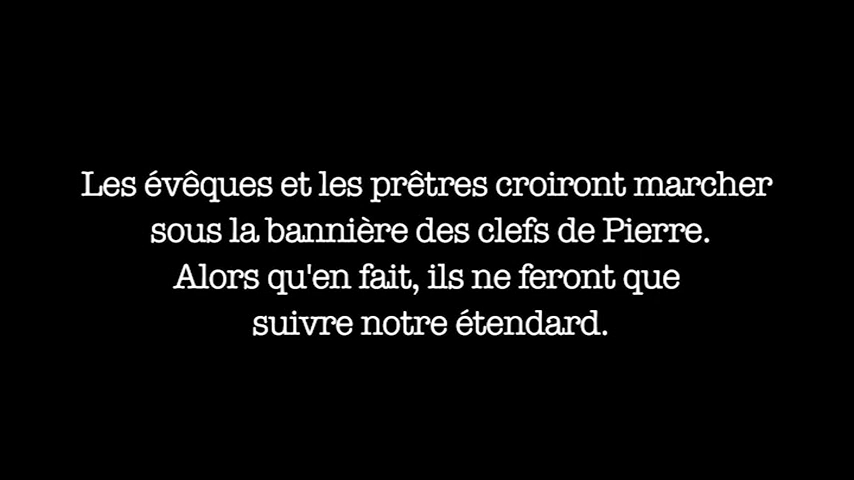 Les évêques et les prêtres croiront marcher
sous la bannière des clefs de Pierre.
Alors qu'en fait, ils ne feront que
suivre notre étendard.